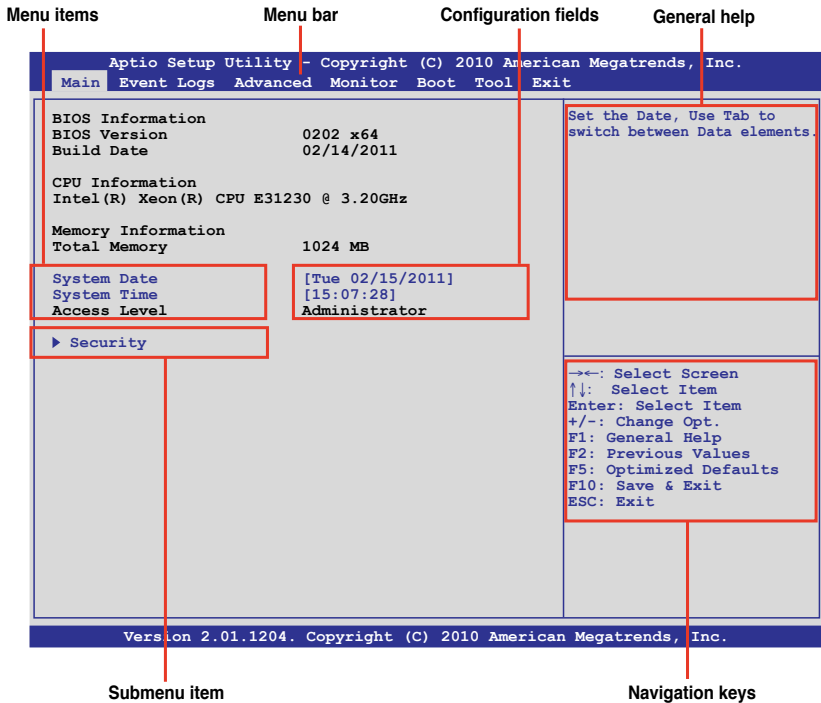 Menu items Menu bar Configuration fields General help
Aptio Setup Utility - Copyright (C) 2010 American Megatrends, Inc.
Main Event Logs Advanced Monitor Boot Tool Exit
BIOS Information
BIOS Version 0202 x64
Build Date 02/14/2011
CPU Information
Intel(R) Xeon(R) CPU E31230 @ 3.20GHz
Memory Information
Total Memory 1024 MB
System Date [Tue 02/15/2011]
System Time [15:07:28]
Access Level Administrator
▶ Security
Set the Date, Use Tab to
switch between Data elements.
→←: Select Screen
↑↓: Select Item
Enter: Select Item
+/-: Change Opt.
F1: General Help
F2: Previous Values
F5: Optimized Defaults
F10: Save & Exit
ESC: Exit
Version 2.01.1204. Copyright (C) 2010 American Megatrends, Inc.
Submenu item Navigation keys